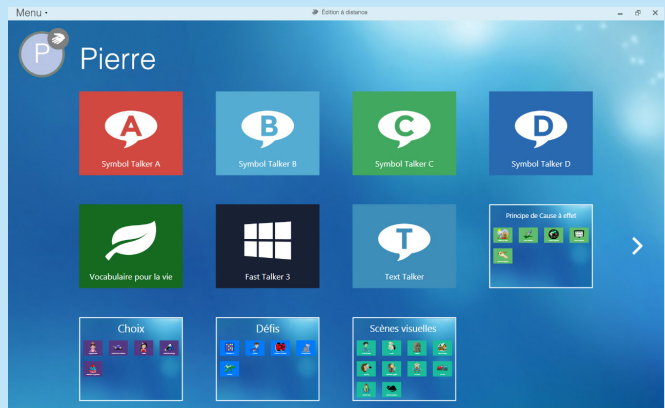 Menu
Édition à distance
P
Pierre
A
B
C
D
Symbol Talker A
Symbol Talker B
Symbol Talker C
Symbol Talker D
T
Principe de Cause à effet
Vocabulaire pour la vie
Fast Talker 3
Text Talker
Choix
Défis
Scènes visuelles